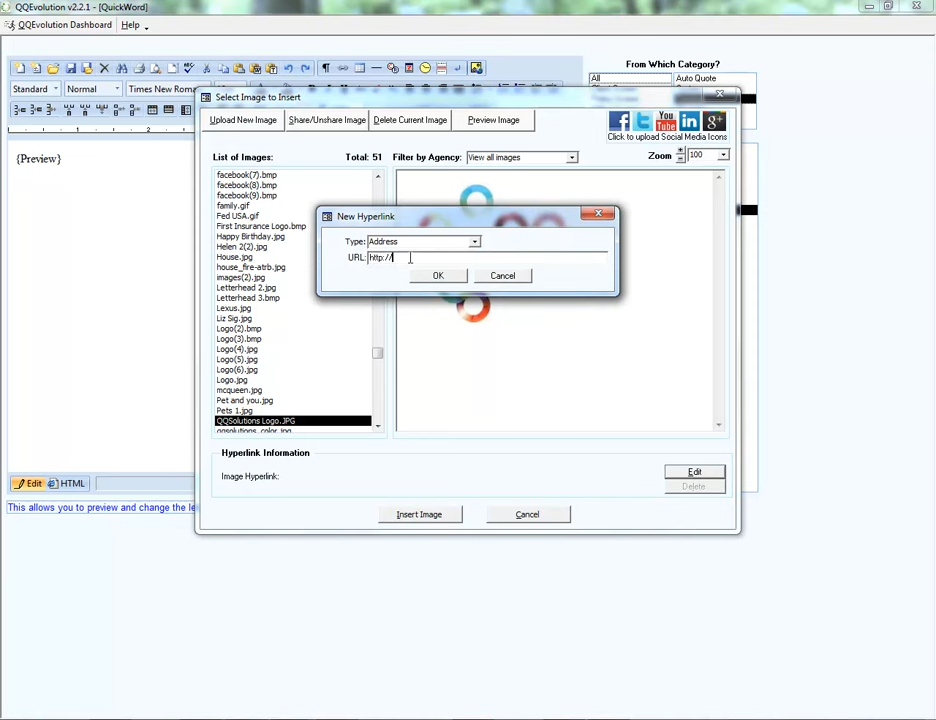 QQEvolution v2.2.1 - [QuickWord]
QQEvolution Dashboard Help
From Which Category?
All Auto Quote
Standard Normal Times New Roma
Select Image to Insert
Upload New Image Share/Unshare Image Delete Current Image Preview Image
You
Tube
Click to upload Social Media Icons
1 2
{Preview}
List of Images: Total: 51 Filter by Agency: View all images Zoom 100
facebook(7).bmp
facebook(8).bmp
facebook(9).bmp
family.gif
Fed USA.gif
First Insurance Logo.bmp
Happy Birthday.jpg
Helen 2(2).jpg
House.jpg
house_fire-atrb.jpg
images(2).jpg
Letterhead 2.jpg
Letterhead 3.bmp
Lexus.jpg
Liz Sig.jpg
Logo(2).bmp
Logo(3).bmp
Logo(4).jpg
Logo(5).jpg
Logo(6).jpg
Logo.jpg
mcqueen.jpg
Pet and you.jpg
Pets 1.jpg
QQSolutions Logo.JPG
qqsolutions_color.jpg
New Hyperlink
Type: Address
URL: http://
OK Cancel
Hyperlink Information
Image Hyperlink:
Edit
Delete
Insert Image Cancel
Edit HTML
This allows you to preview and change the le